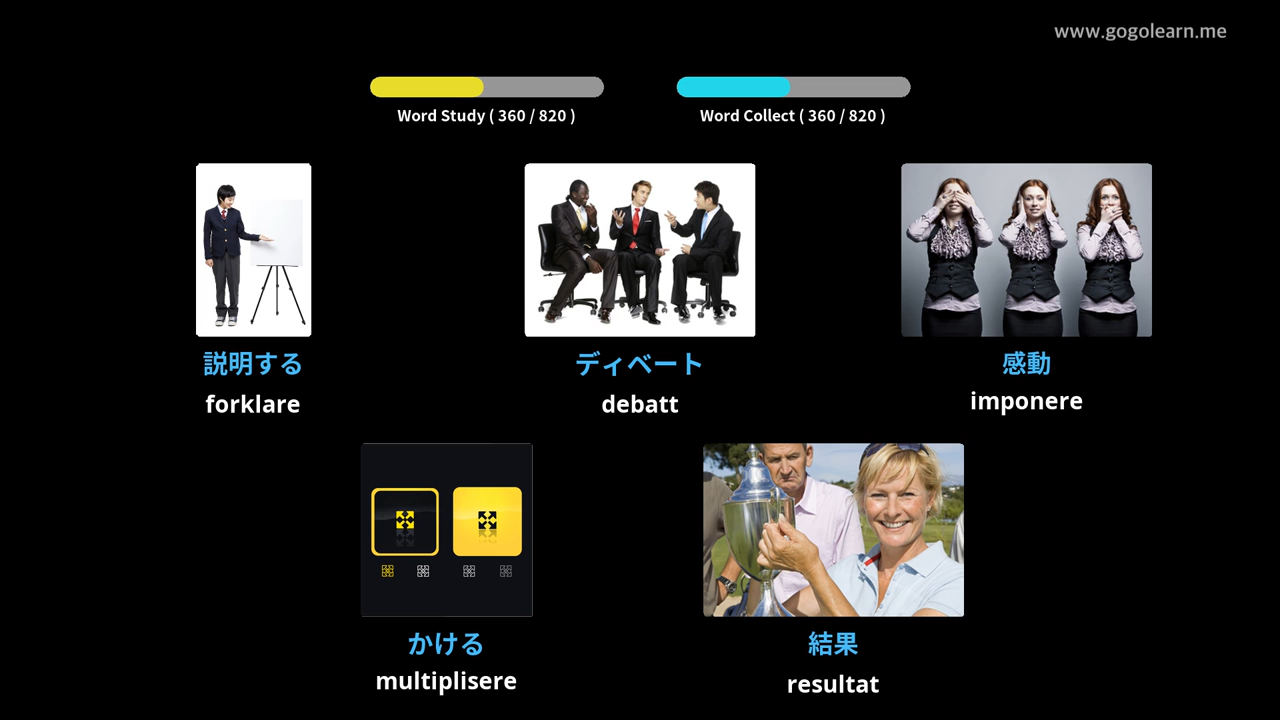 www.gogolearn.me
Word Study ( 360 / 820 )
Word Collect ( 360 / 820 )
説明する
forklare
ディベート
debatt
感動
imponere
かける
multiplisere
結果
resultat